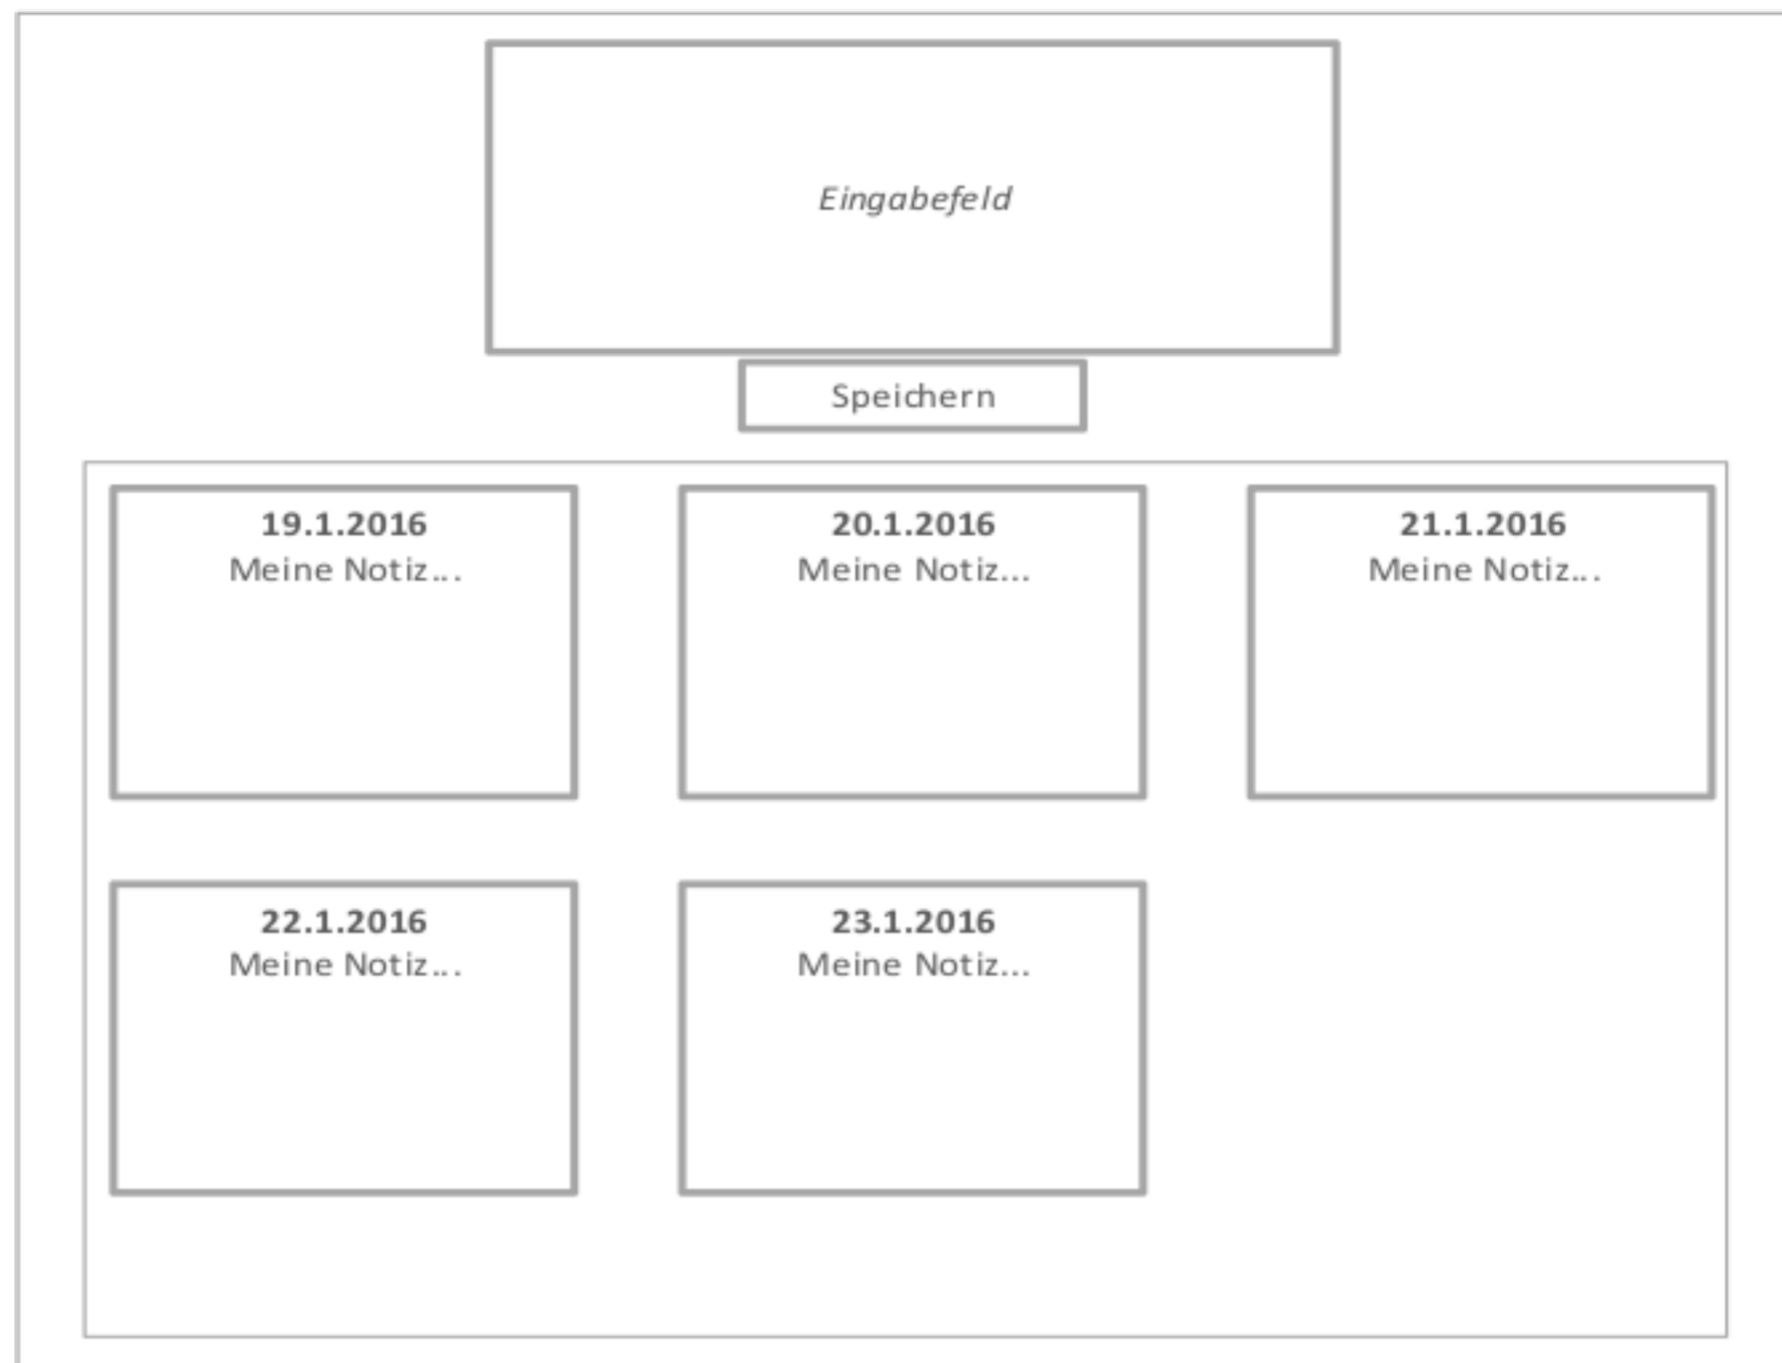 Eingabefeld
Speichern
19.1.2016
Meine Notiz...
20.1.2016
Meine Notiz...
21.1.2016
Meine Notiz...
22.1.2016
Meine Notiz...
23.1.2016
Meine Notiz...